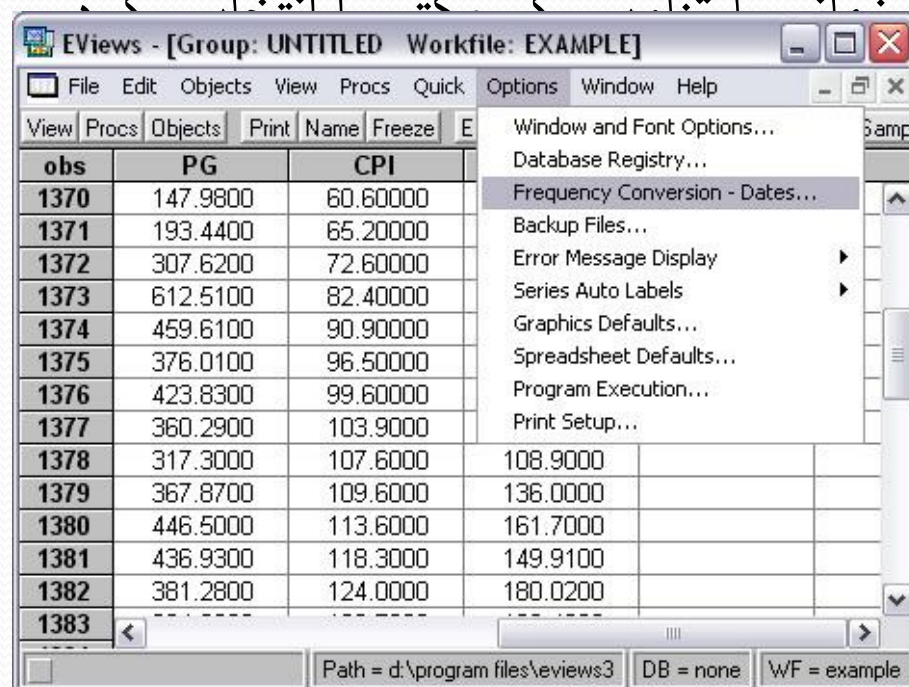 EViews - [Group: UNTITLED Workfile: EXAMPLE]
File Edit Objects View Procs Quick Options Window Help
View Procs Objects Print Name Freeze E Samp
Window and Font Options...
Database Registry...
Frequency Conversion - Dates...
Backup Files...
Error Message Display
Series Auto Labels
Graphics Defaults...
Spreadsheet Defaults...
Program Execution...
Print Setup...
obs PG CPI
1370 147.9800 60.60000
1371 193.4400 65.20000
1372 307.6200 72.60000
1373 612.5100 82.40000
1374 459.6100 90.90000
1375 376.0100 96.50000
1376 423.8300 99.60000
1377 360.2900 103.9000
1378 317.3000 107.6000 108.9000
1379 367.8700 109.6000 136.0000
1380 446.5000 113.6000 161.7000
1381 436.9300 118.3000 149.9100
1382 381.2800 124.0000 180.0200
1383
Path = d:\program files\eviews3 DB = none WF = example